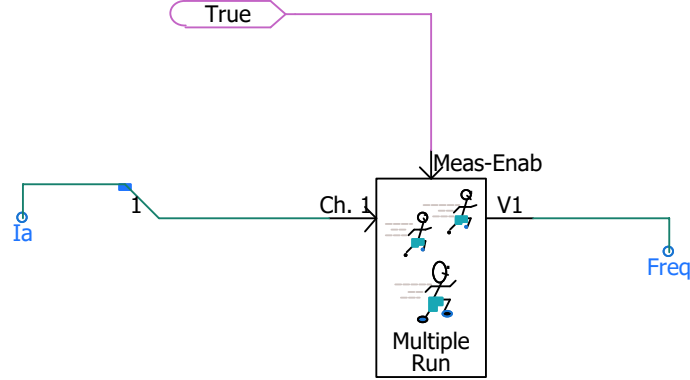 True
Meas-Enab
1
Ch. 1
V1
Ia
Freq
Multiple
Run